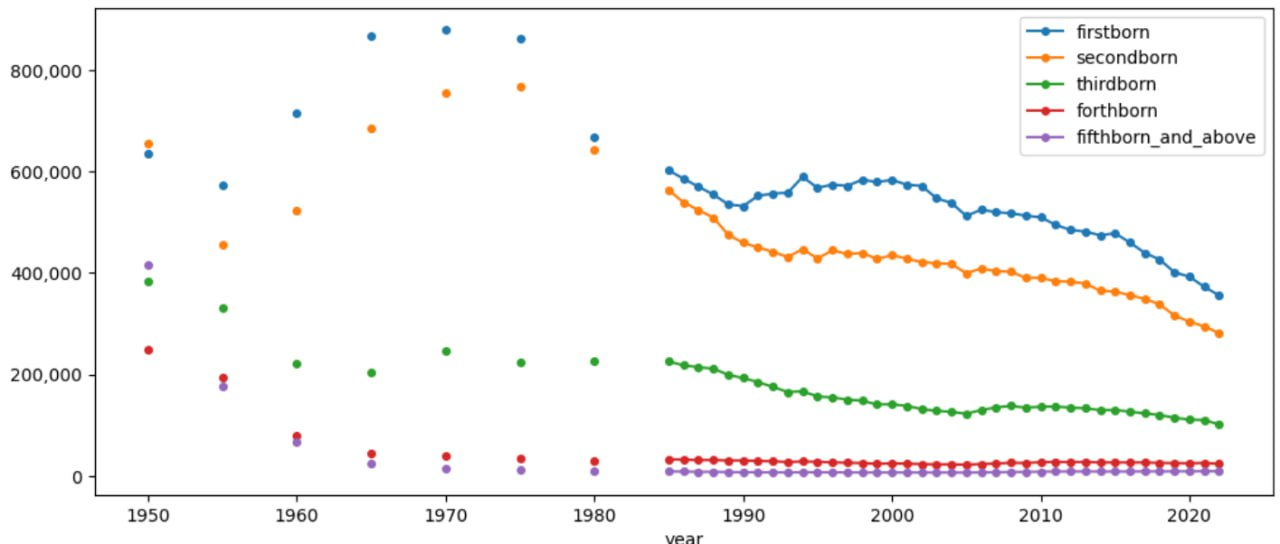 800,000
600,000
400,000
200,000
0
1950 1960 1970 1980 1990 2000 2010 2020
year
firstborn
secondborn
thirdborn
forthborn
fifthborn_and_above